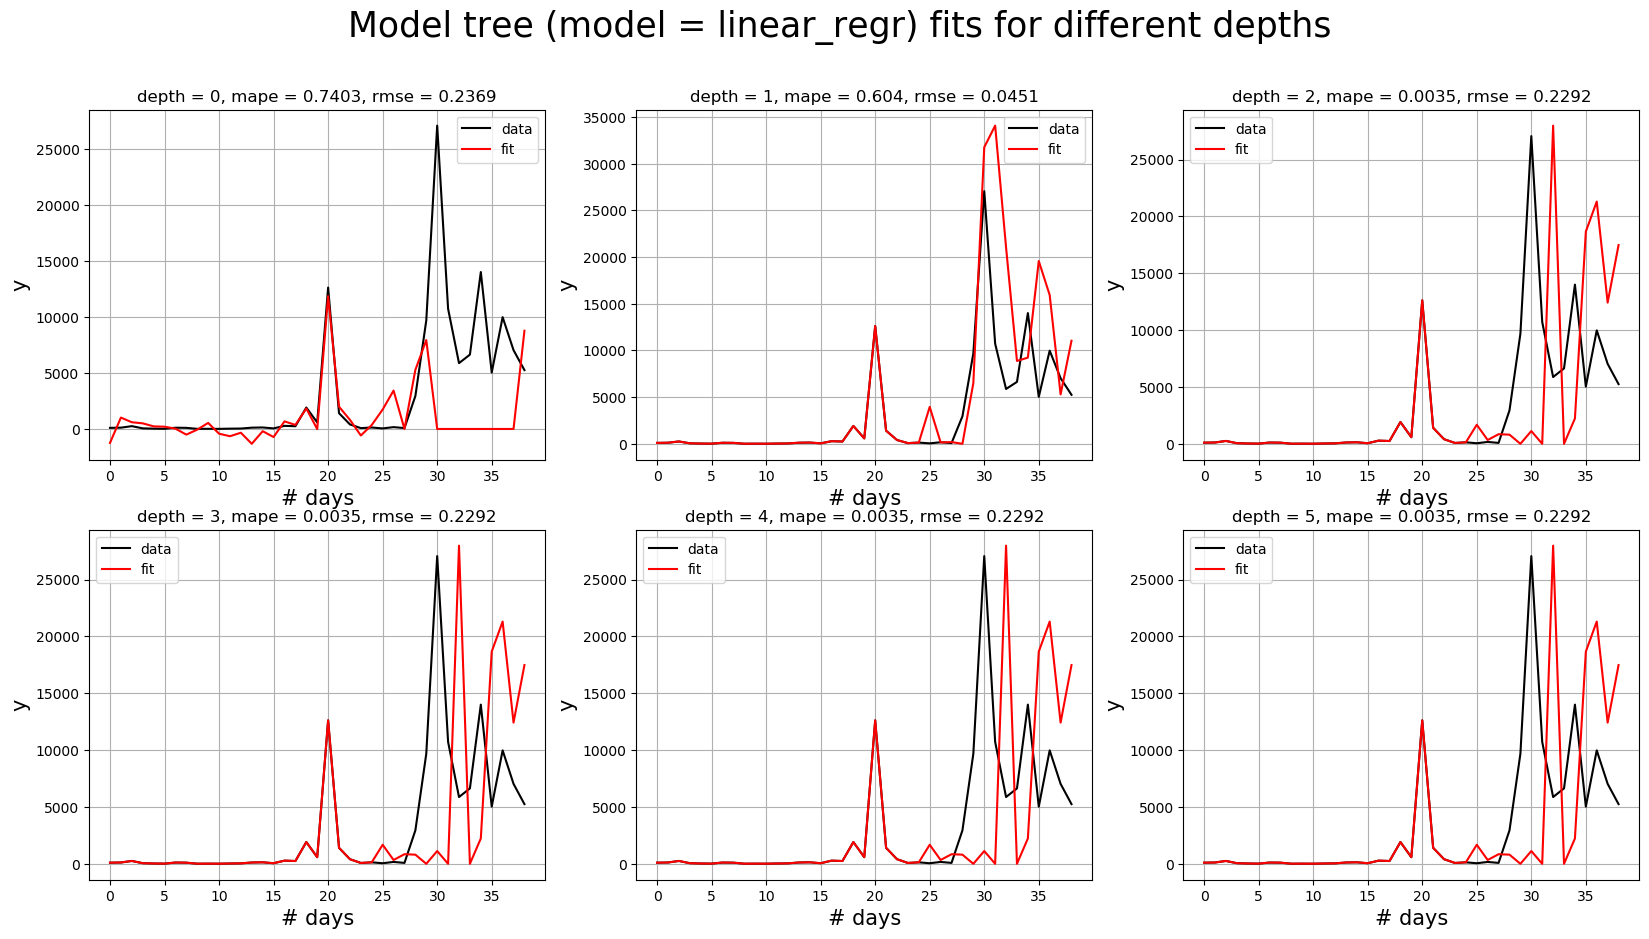 Model tree (model = linear_regr) fits for different depths
depth = 0, mape = 0.7403, rmse = 0.2369
data
fit
25000
20000
15000
10000
5000
0
y
0 5 10 15 20 25 30 35
# days
depth = 1, mape = 0.604, rmse = 0.0451
data
fit
35000
30000
25000
20000
15000
10000
5000
0
y
0 5 10 15 20 25 30 35
# days
depth = 2, mape = 0.0035, rmse = 0.2292
data
fit
25000
20000
15000
10000
5000
0
y
0 5 10 15 20 25 30 35
# days
depth = 3, mape = 0.0035, rmse = 0.2292
data
fit
25000
20000
15000
10000
5000
0
y
0 5 10 15 20 25 30 35
# days
depth = 4, mape = 0.0035, rmse = 0.2292
data
fit
25000
20000
15000
10000
5000
0
y
0 5 10 15 20 25 30 35
# days
depth = 5, mape = 0.0035, rmse = 0.2292
data
fit
25000
20000
15000
10000
5000
0
y
0 5 10 15 20 25 30 35
# days